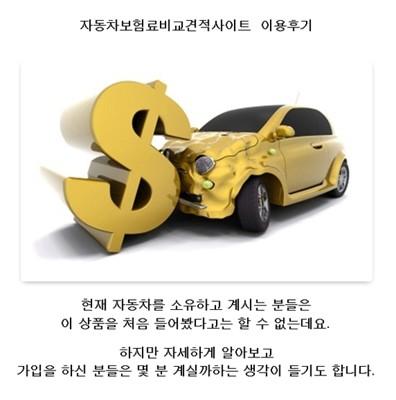 자동차보험료비교견적사이트 이용후기
현재 자동차를 소유하고 계시는 분들은
이 상품을 처음 들어봤다고는 할 수 없는데요.
하지만 자세하게 알아보고
가입을 하신 분들은 몇 분 계실까하는 생각이 들기도 합니다.